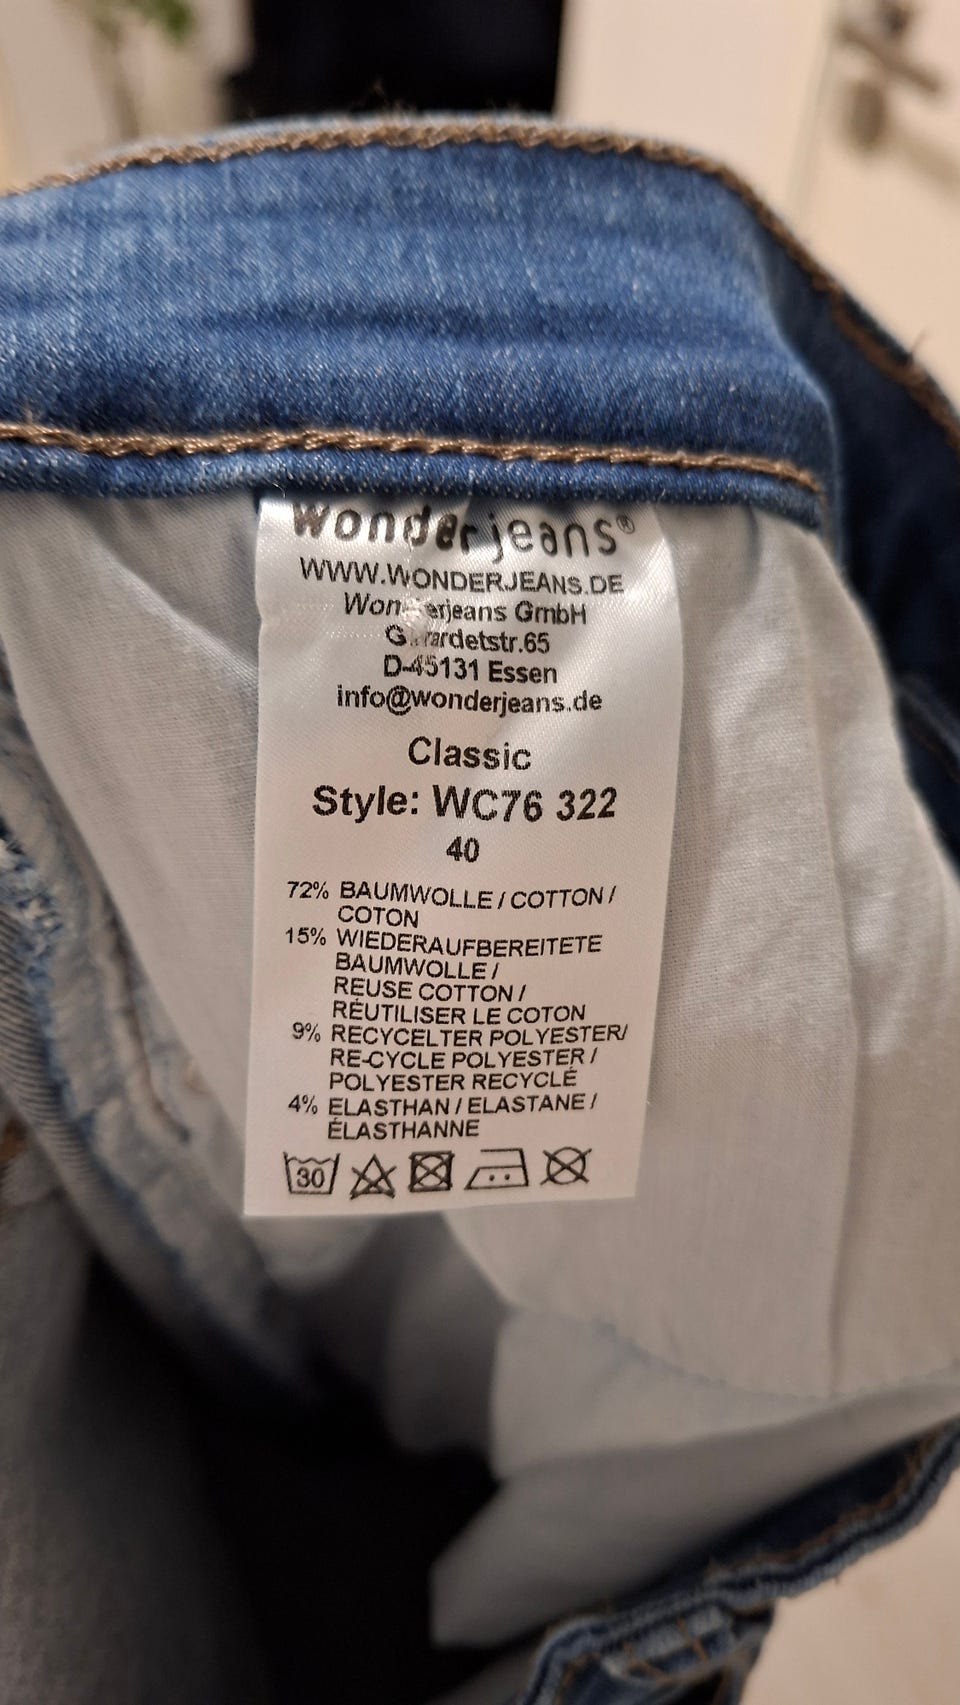 wonderjeans®
WWW.WONDERJEANS.DE
Wonderjeans GmbH
D-45131 Essen
info@wonderjeans.de
Classic
Style: WC76 322
40
72% BAUMWOLLE / COTTON /
COTON
15% WIEDERAUFBEREITETE
BAUMWOLLE /
REUSE COTTON /
RÉUTILISER LE COTON
9% RECYCELTER POLYESTER/
RE-CYCLE POLYESTER /
POLYESTER RECYCLÉ
4% ELASTHAN / ELASTANE /
ÉLASTHANNE
30